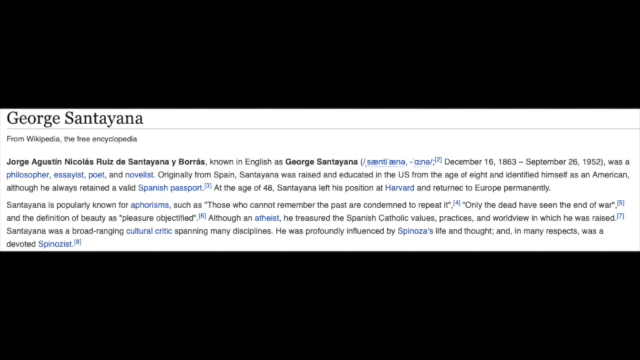 George Santayana
From Wikipedia, the free encyclopedia
Jorge Agustín Nicolás Ruiz de Santayana y Borrás, known in English as George Santayana (/ˌsæntiˈænə, -ˈɑːnə/;[2] December 16, 1863 – September 26, 1952), was a
philosopher, essayist, poet, and novelist. Originally from Spain, Santayana was raised and educated in the US from the age of eight and identified himself as an American,
although he always retained a valid Spanish passport.[3] At the age of 48, Santayana left his position at Harvard and returned to Europe permanently.
Santayana is popularly known for aphorisms, such as "Those who cannot remember the past are condemned to repeat it",[4] "Only the dead have seen the end of war",[5]
and the definition of beauty as "pleasure objectified".[6] Although an atheist, he treasured the Spanish Catholic values, practices, and worldview in which he was raised.[7]
Santayana was a broad-ranging cultural critic spanning many disciplines. He was profoundly influenced by Spinoza's life and thought; and, in many respects, was a
devoted Spinozist.[8]